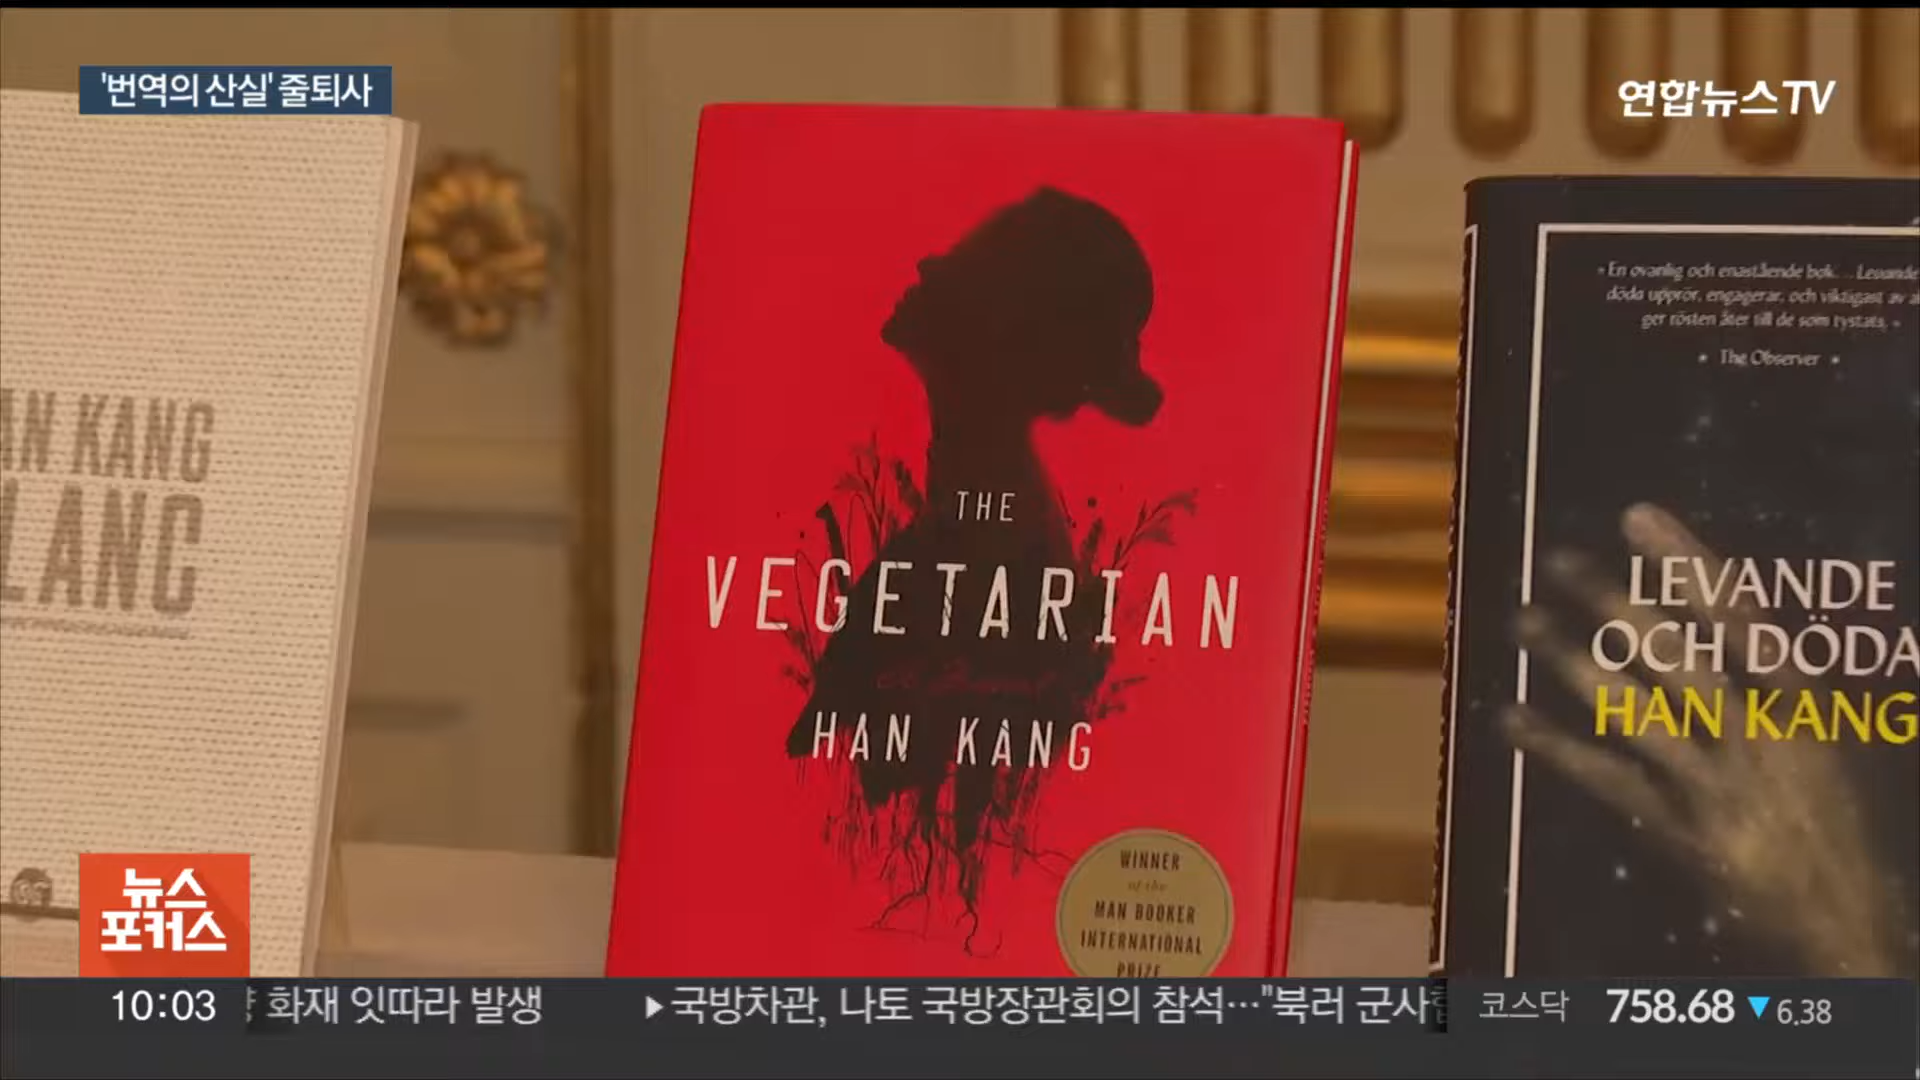 '번역의 산실' 줄퇴사
연합뉴스TV
AN KANG
LANC
THE
VEGETARIAN
HAN KANG
WINNER
of the
MAN BOOKER
INTERNATIONAL
PRIZE
En ovanlig och enastående bok... Levande
döda upprör, engagerar, och viktigast av
ger rösten åter till de som tystats.
The Observer
LEVANDE
OCH DÖDA
HAN KANG
뉴스
포커스
10:03 화재 잇따라 발생 ▶국방차관, 나토 국방장관회의 참석…"북러 군사 코스닥 758.68 ▼ 6.38